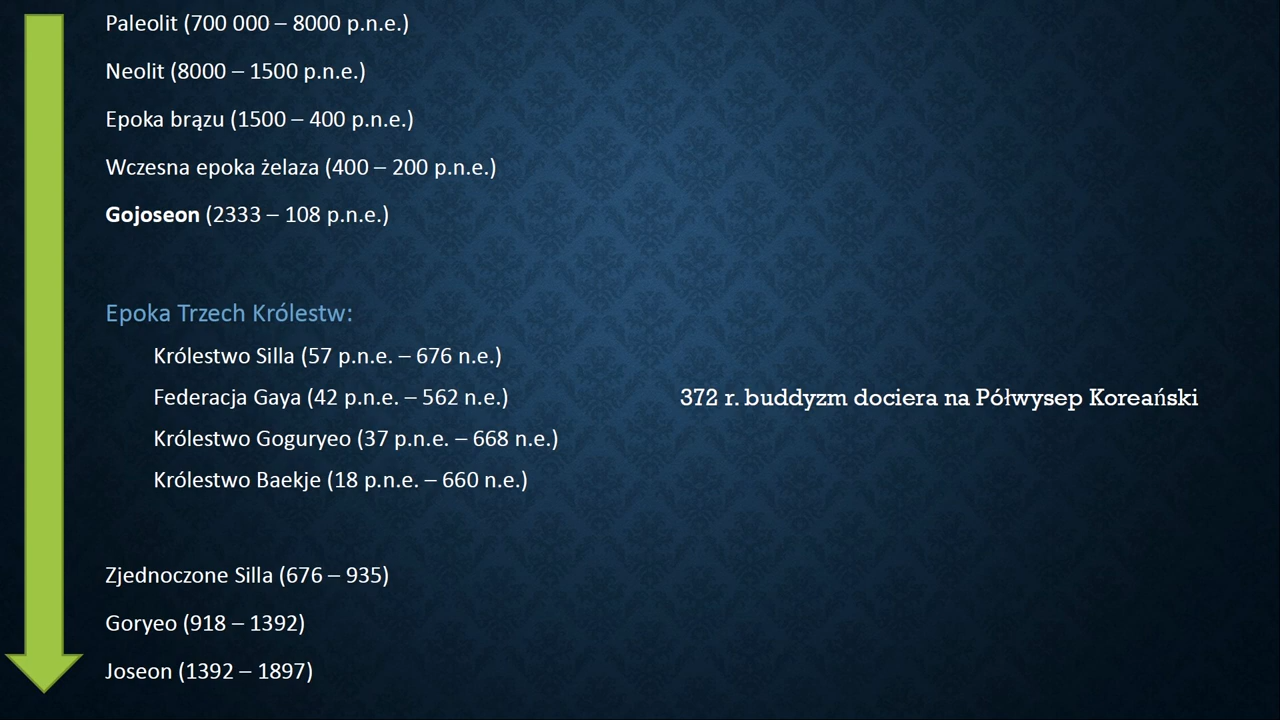 Paleolit (700 000 – 8000 p.n.e.)
Neolit (8000 – 1500 p.n.e.)
Epoka brązu (1500 – 400 p.n.e.)
Wczesna epoka żelaza (400 – 200 p.n.e.)
Gojoseon (2333 – 108 p.n.e.)
Epoka Trzech Królestw:
Królestwo Silla (57 p.n.e. – 676 n.e.)
Federacja Gaya (42 p.n.e. – 562 n.e.)
372 r. buddyzm dociera na Półwysep Koreański
Królestwo Goguryeo (37 p.n.e. – 668 n.e.)
Królestwo Baekje (18 p.n.e. – 660 n.e.)
Zjednoczone Silla (676 – 935)
Goryeo (918 – 1392)
Joseon (1392 – 1897)